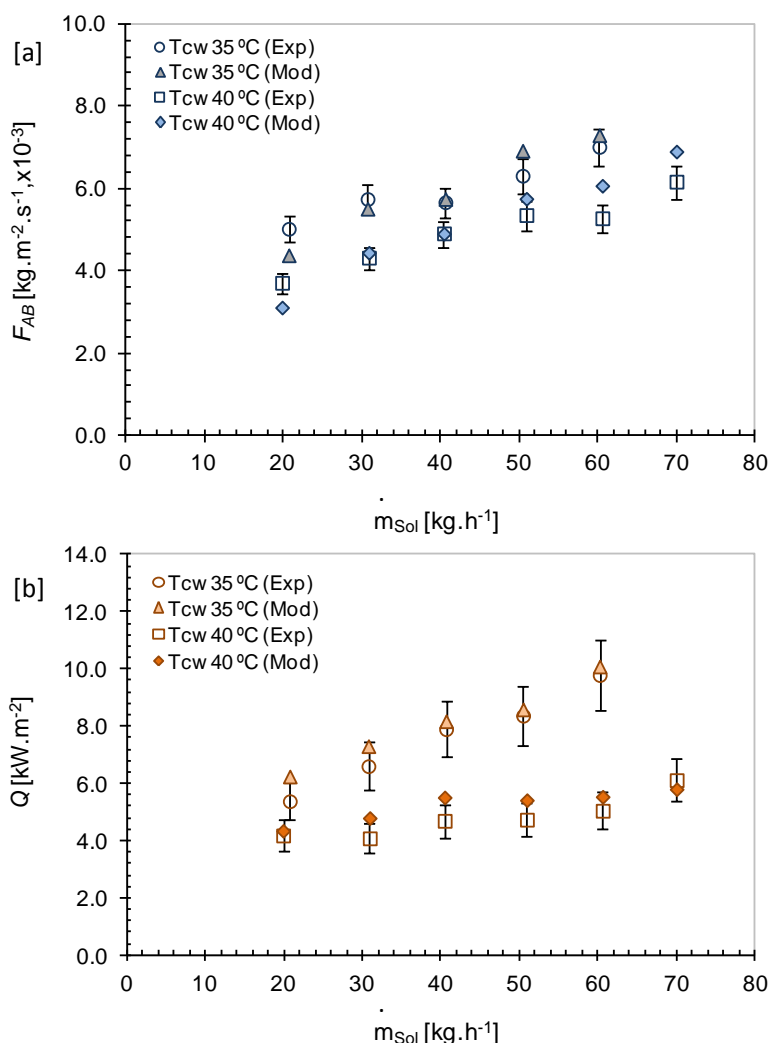 [a]
10.0
8.0
6.0
4.0
2.0
0.0
F_AB [kg.m-2.s-1,x10-3]
Tcw 35 ºC (Exp)
Tcw 35 ºC (Mod)
Tcw 40 ºC (Exp)
Tcw 40 ºC (Mod)
0 10 20 30 40 50 60 70 80
ṁSol [kg.h-1]
[b]
14.0
12.0
10.0
8.0
6.0
4.0
2.0
0.0
Q [kW.m-2]
Tcw 35 ºC (Exp)
Tcw 35 ºC (Mod)
Tcw 40 ºC (Exp)
Tcw 40 ºC (Mod)
0 10 20 30 40 50 60 70 80
ṁSol [kg.h-1]